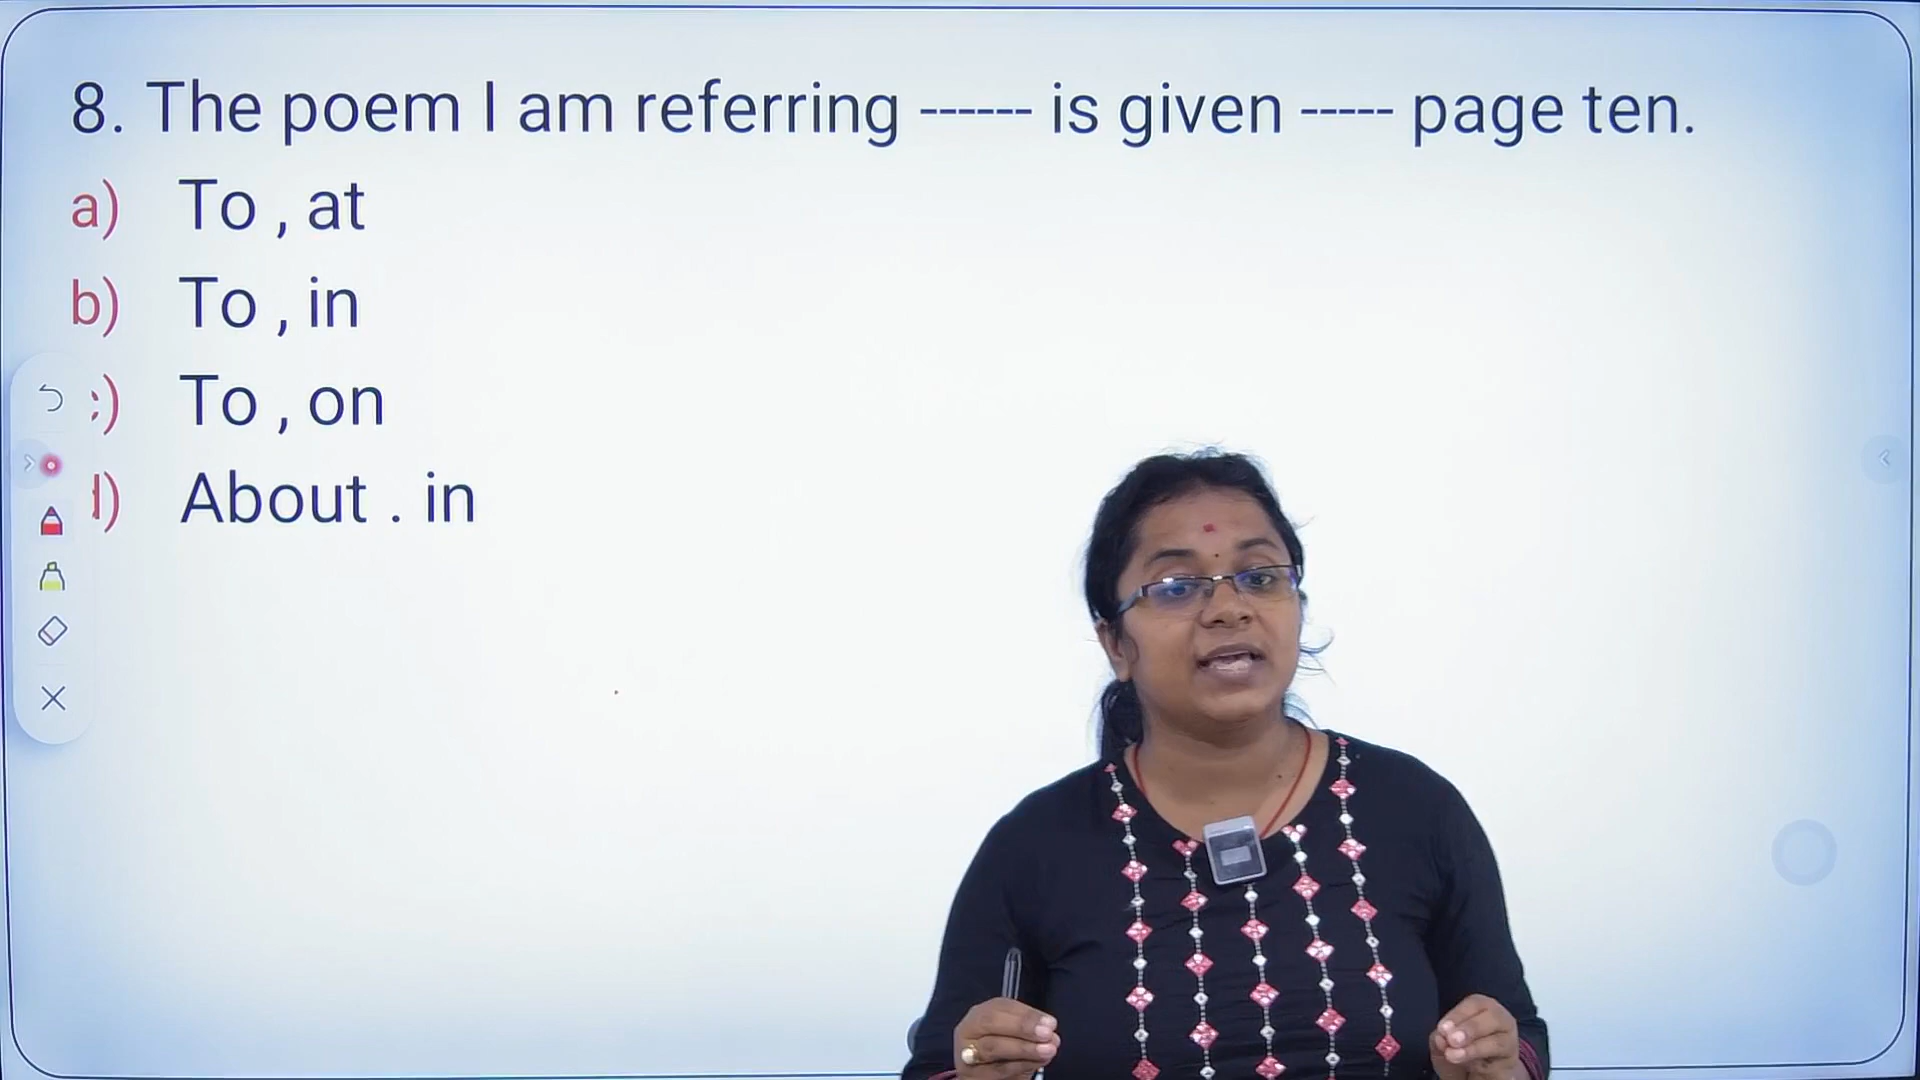 8. The poem I am referring ------ is given ----- page ten.
a) To , at
b) To , in
:) To , on
l) About . in